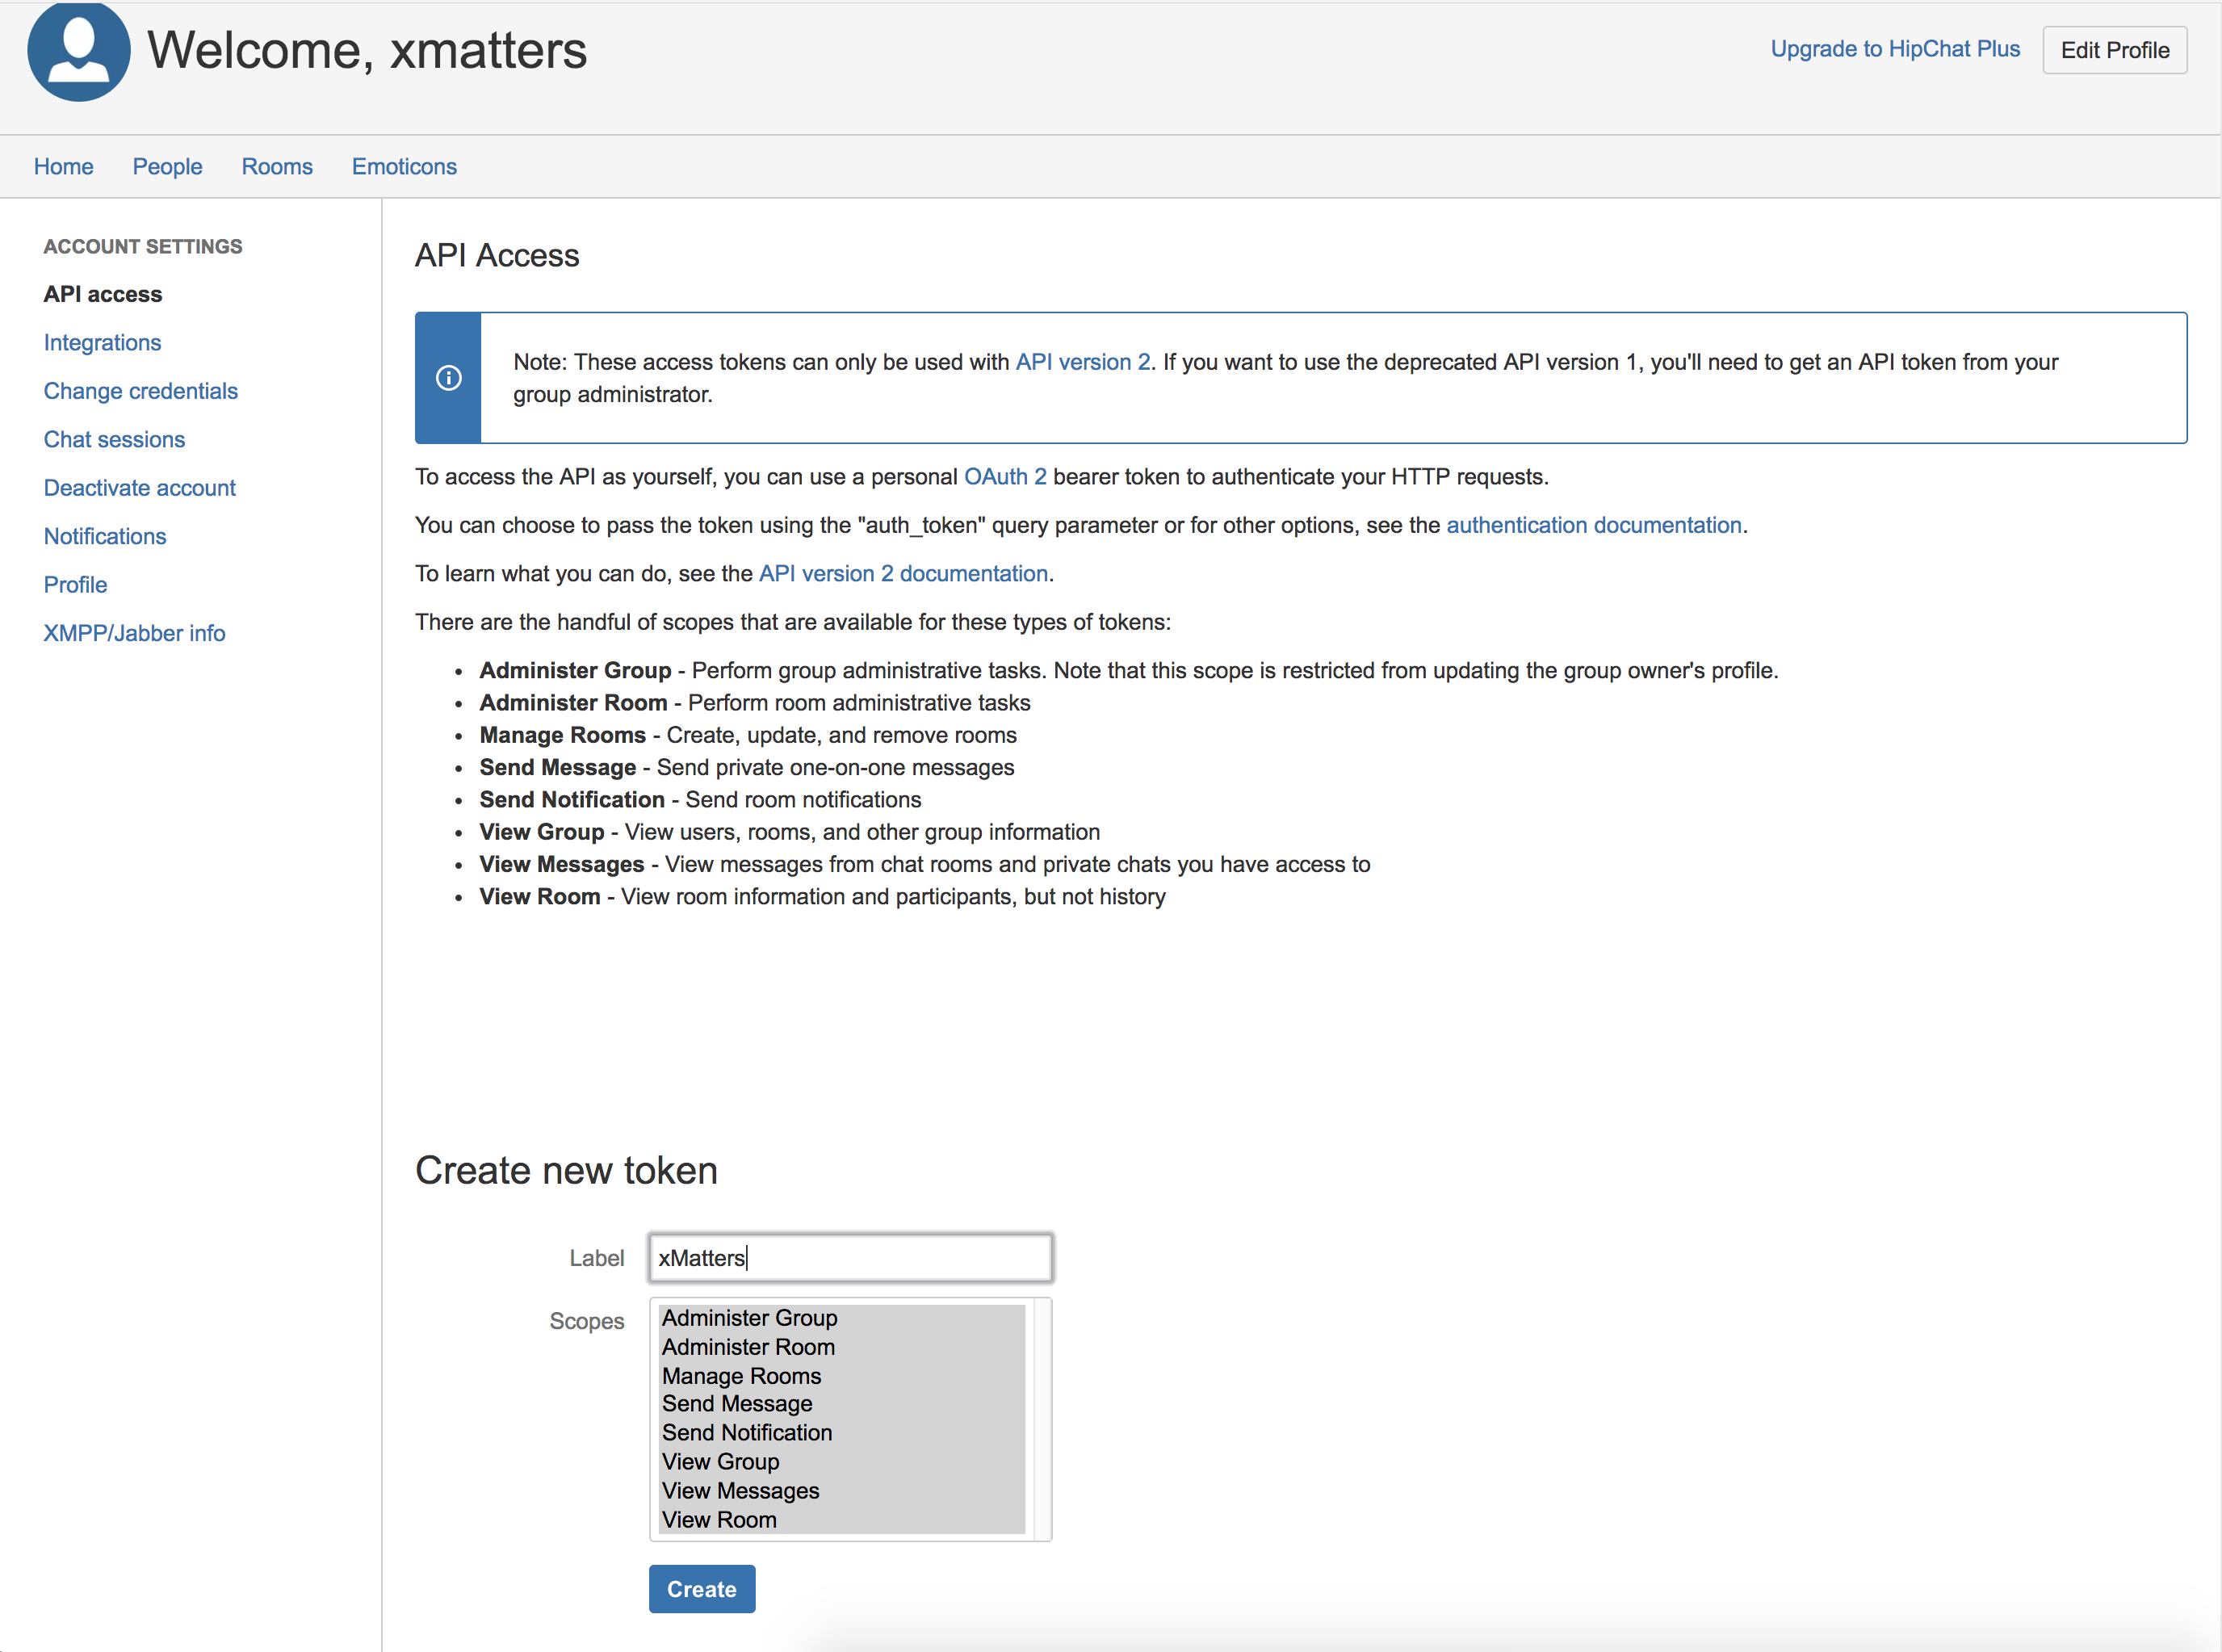 Welcome, xmatters
Upgrade to HipChat Plus
Edit Profile
Home People Rooms Emoticons
ACCOUNT SETTINGS
API access
Integrations
Change credentials
Chat sessions
Deactivate account
Notifications
Profile
XMPP/Jabber info
API Access
Note: These access tokens can only be used with API version 2. If you want to use the deprecated API version 1, you'll need to get an API token from your
group administrator.
To access the API as yourself, you can use a personal OAuth 2 bearer token to authenticate your HTTP requests.
You can choose to pass the token using the "auth_token" query parameter or for other options, see the authentication documentation.
To learn what you can do, see the API version 2 documentation.
There are the handful of scopes that are available for these types of tokens:
• Administer Group - Perform group administrative tasks. Note that this scope is restricted from updating the group owner's profile.
• Administer Room - Perform room administrative tasks
• Manage Rooms - Create, update, and remove rooms
• Send Message - Send private one-on-one messages
• Send Notification - Send room notifications
• View Group - View users, rooms, and other group information
• View Messages - View messages from chat rooms and private chats you have access to
• View Room - View room information and participants, but not history
Create new token
Label xMatters
Scopes
Administer Group
Administer Room
Manage Rooms
Send Message
Send Notification
View Group
View Messages
View Room
Create